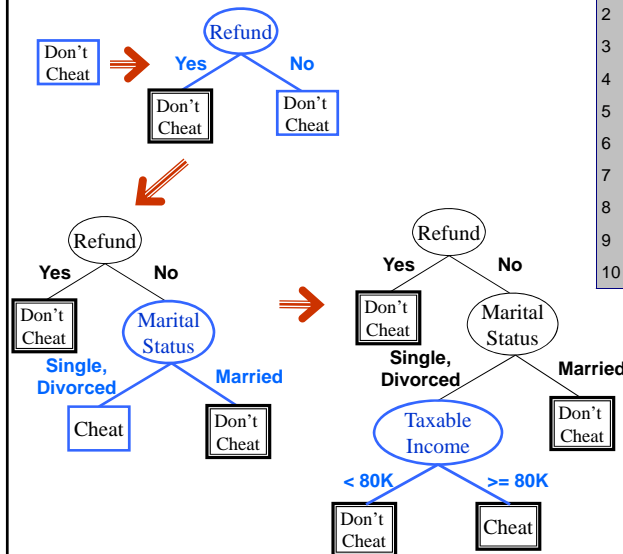 Don't
Cheat
Refund
Yes
No
Don't
Cheat
Don't
Cheat
Refund
Yes
No
Don't
Cheat
Marital
Status
Single,
Divorced
Married
Cheat
Don't
Cheat
Refund
Yes
No
Don't
Cheat
Marital
Status
Single,
Divorced
Married
Taxable
Income
Don't
Cheat
< 80K
>= 80K
Don't
Cheat
Cheat
2
3
4
5
6
7
8
9
10